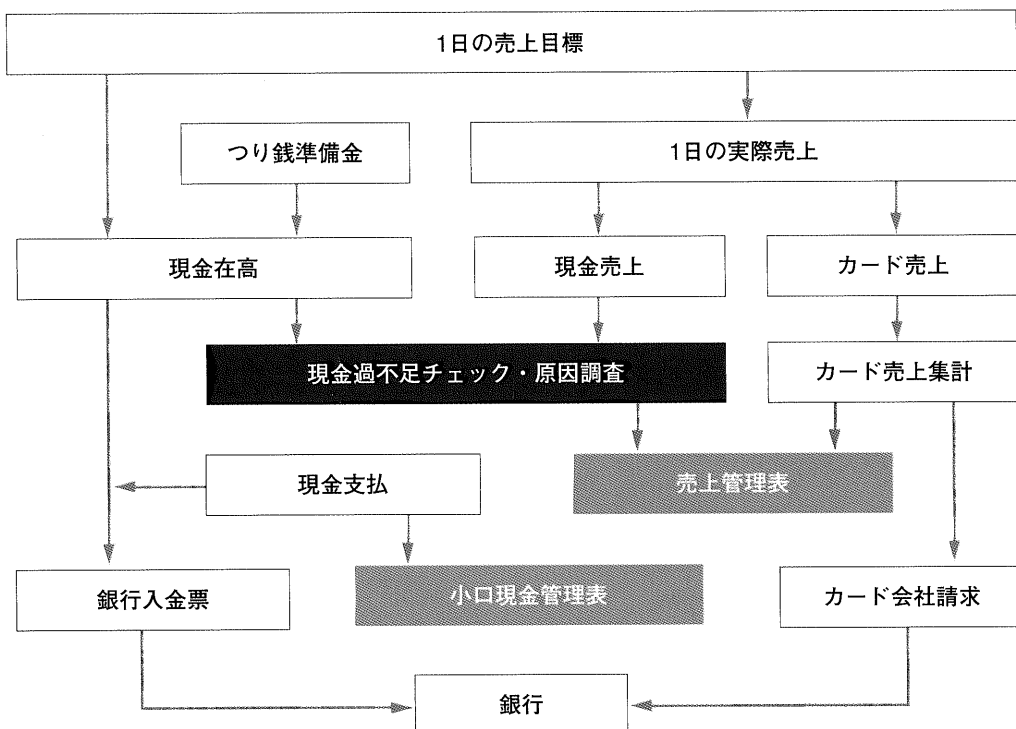 1日の売上目標
つり銭準備金
1日の実際売上
現金在高
現金売上
カード売上
現金過不足チェック・原因調査
カード売上集計
現金支払
売上管理表
銀行入金票
小口現金管理表
カード会社請求
銀行